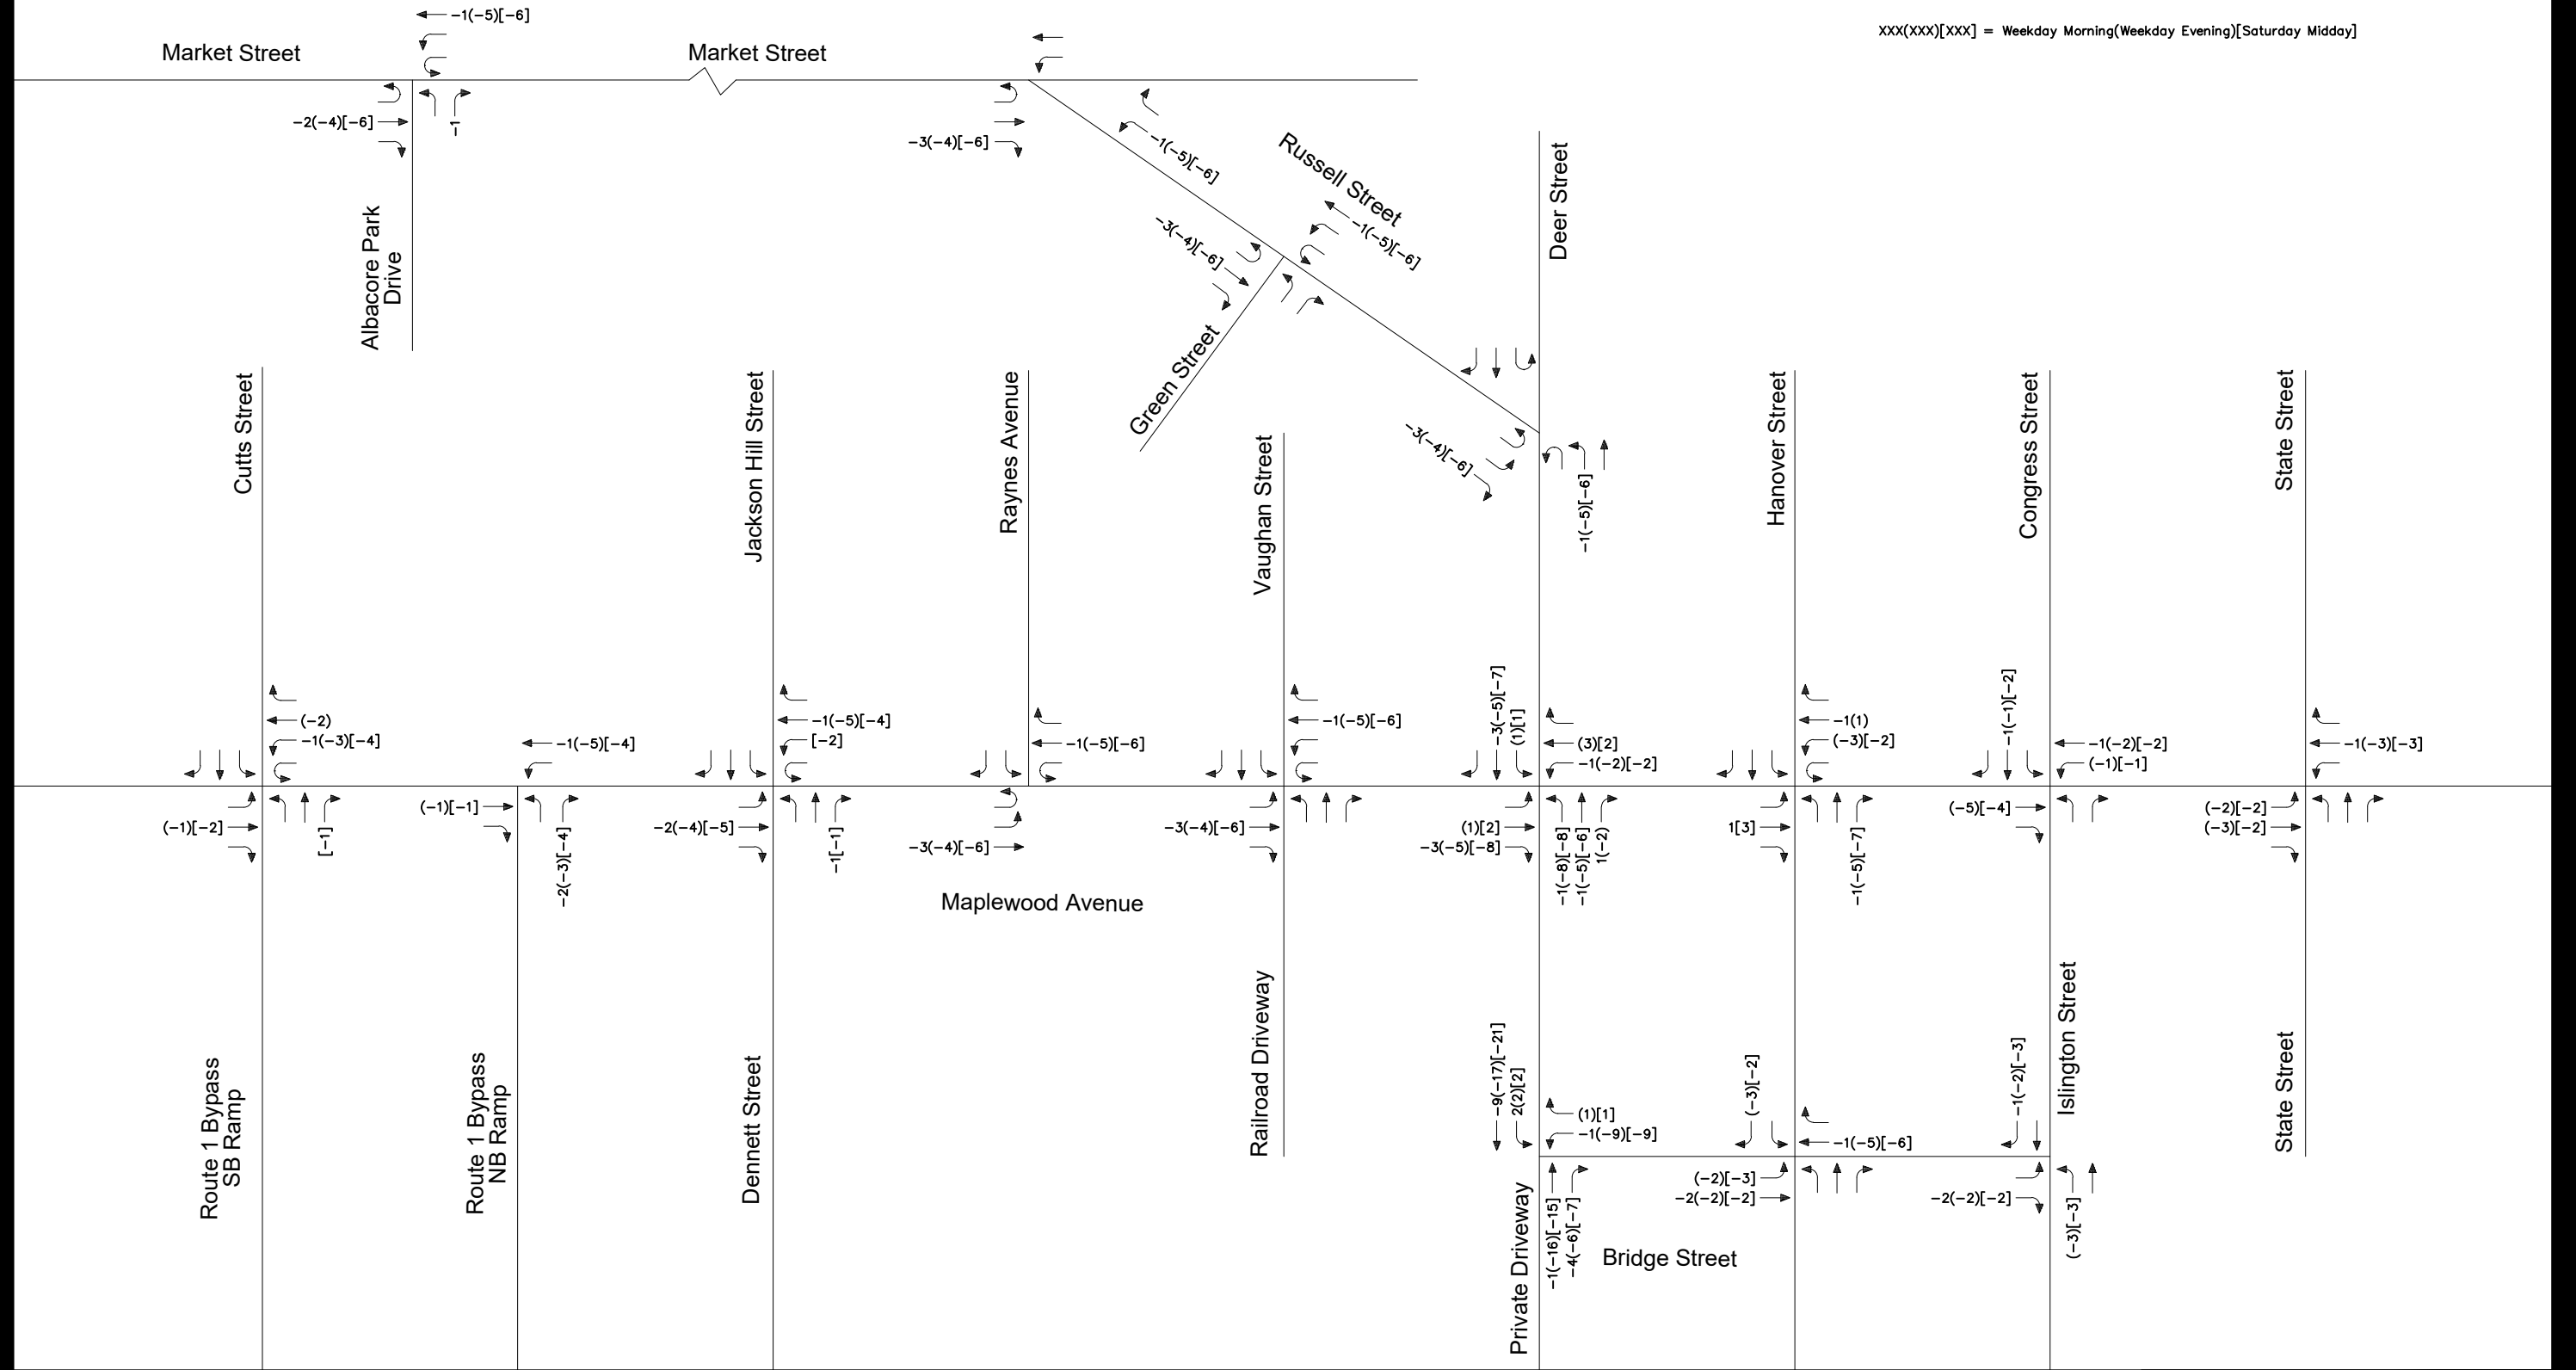 -1(-5)[-6]
XXX(XXX)[XXX] = Weekday Morning(Weekday Evening)[Saturday Midday]
Market Street
Market Street
-2(-4)[-6]
-1
-3(-4)[-6]
-1(-5)[-6]
Russell Street
-1(-5)[-6]
-3(-4)[-6]
Deer Street
Albacore Park
Drive
Green Street
-3(-4)[-6]
-1(-5)[-6]
Cutts Street
Jackson Hill Street
Raynes Avenue
Vaughan Street
Hanover Street
Congress Street
State Street
(-2)
-1(-3)[-4]
-1(-5)[-4]
-1(-5)[-4]
[-2]
-1(-5)[-6]
-1(-5)[-6]
-3(-5)[-7]
(1)[1]
(3)[2]
-1(-2)[-2]
-1(1)
(-3)[-2]
-1(-1)[-2]
-1(-2)[-2]
(-1)[-1]
-1(-3)[-3]
(-1)[-2]
[-1]
(-1)[-1]
-2(-3)[-4]
-2(-4)[-5]
-1[-1]
-3(-4)[-6]
-3(-4)[-6]
(1)[2]
-3(-5)[-8]
-1(-8)[-8]
-1(-5)[-6]
1(-2)
1[3]
-1(-5)[-7]
(-5)[-4]
(-2)[-2]
(-3)[-2]
Maplewood Avenue
Route 1 Bypass
SB Ramp
Route 1 Bypass
NB Ramp
Dennett Street
Railroad Driveway
-9(-17)[-21]
2(2)[2]
(1)[1]
-1(-9)[-9]
(-3)[-2]
-1(-5)[-6]
-1(-2)[-3]
Islington Street
State Street
Private Driveway
-1(-16)[-15]
-4(-6)[-7]
(-2)[-3]
-2(-2)[-2]
-2(-2)[-2]
(-3)[-3]
Bridge Street